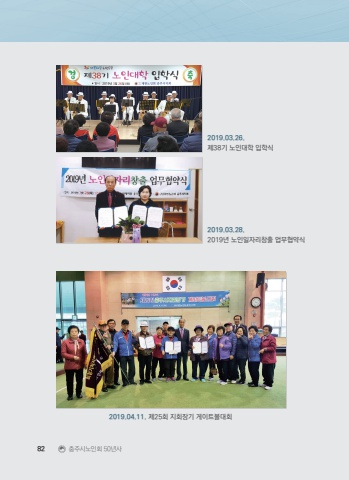 제38기 노인대학 입학식
2019.03.26.
제38기 노인대학 입학식
2019년 노인일자리창출 업무협약식
2019.03.28.
2019년 노인일자리창출 업무협약식
2019.04.11. 제25회 지회장기 게이트볼대회
82 충주시노인회 50년사